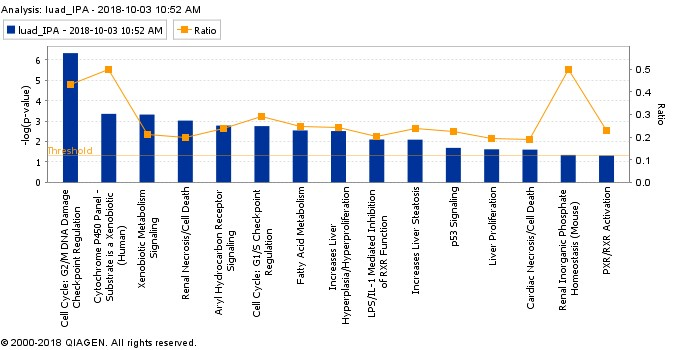 Analysis: luad_IPA - 2018-10-03 10:52 AM
luad_IPA - 2018-10-03 10:52 AM
Ratio
-log(p-value)
6
5
4
3
2
1
0
Threshold
0.5
0.4
0.3
0.2
0.1
0.0
Ratio
Cell Cycle: G2/M DNA Damage
Checkpoint Regulation
Cytochrome P450 Panel -
Substrate is a Xenobiotic
(Human)
Xenobiotic Metabolism
Signaling
Renal Necrosis/Cell Death
Aryl Hydrocarbon Receptor
Signaling
Cell Cycle: G1/S Checkpoint
Regulation
Fatty Acid Metabolism
Increases Liver
Hyperplasia/Hyperproliferation
LPS/IL-1 Mediated Inhibition
of RXR Function
Increases Liver Steatosis
p53 Signaling
Liver Proliferation
Cardiac Necrosis/Cell Death
Renal Inorganic Phosphate
Homeostasis (Mouse)
PXR/RXR Activation
© 2000-2018 QIAGEN. All rights reserved.